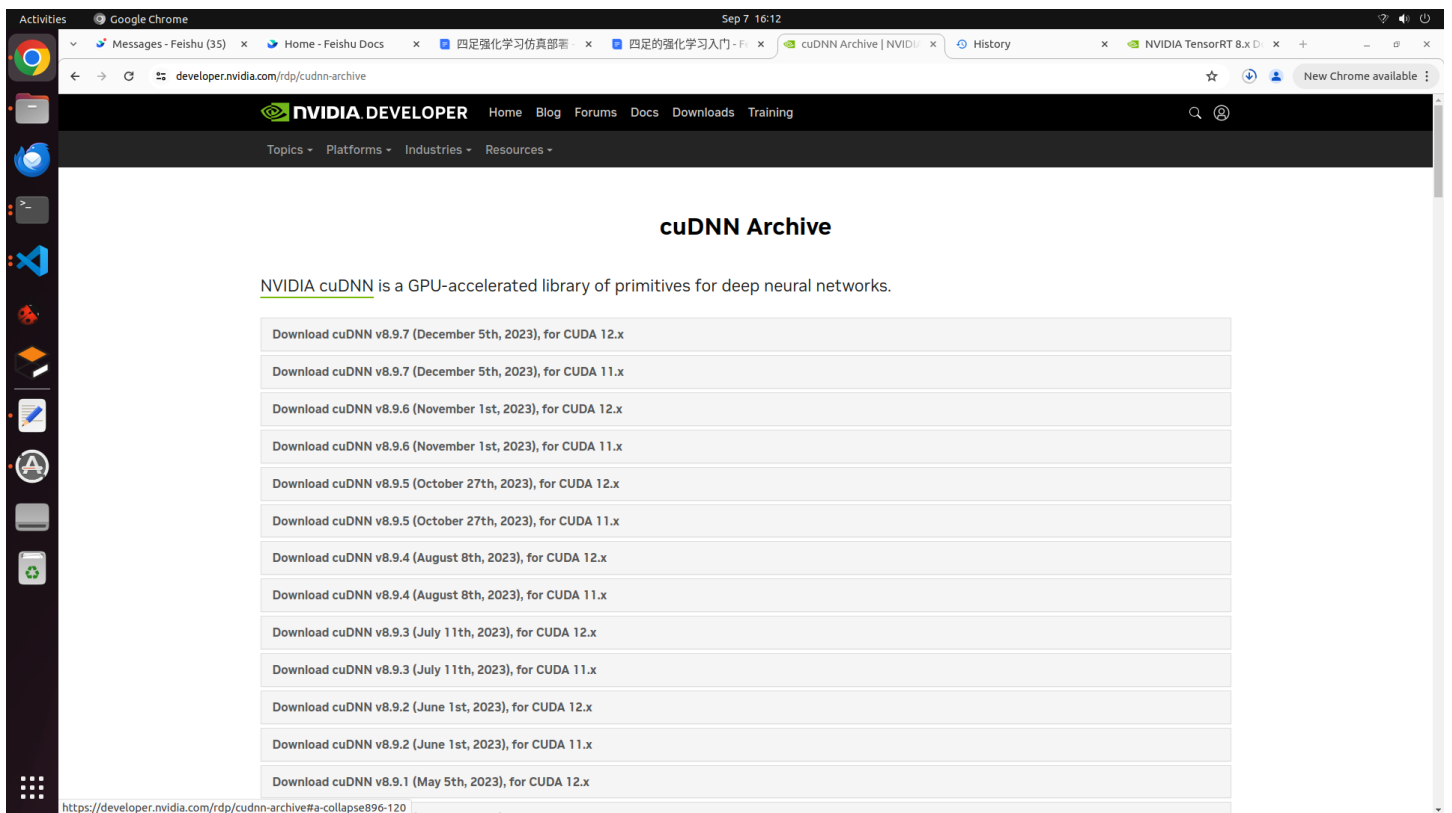 Activities Google Chrome Sep 7 16:12
Messages - Feishu (35) Home - Feishu Docs 四足强化学习仿真部署 - 四足的强化学习入门 - Fe cuDNN Archive | NVIDIA History NVIDIA TensorRT 8.x D
developer.nvidia.com/rdp/cudnn-archive New Chrome available
NVIDIA. DEVELOPER Home Blog Forums Docs Downloads Training
Topics Platforms Industries Resources
cuDNN Archive
NVIDIA cuDNN is a GPU-accelerated library of primitives for deep neural networks.
Download cuDNN v8.9.7 (December 5th, 2023), for CUDA 12.x
Download cuDNN v8.9.7 (December 5th, 2023), for CUDA 11.x
Download cuDNN v8.9.6 (November 1st, 2023), for CUDA 12.x
Download cuDNN v8.9.6 (November 1st, 2023), for CUDA 11.x
Download cuDNN v8.9.5 (October 27th, 2023), for CUDA 12.x
Download cuDNN v8.9.5 (October 27th, 2023), for CUDA 11.x
Download cuDNN v8.9.4 (August 8th, 2023), for CUDA 12.x
Download cuDNN v8.9.4 (August 8th, 2023), for CUDA 11.x
Download cuDNN v8.9.3 (July 11th, 2023), for CUDA 12.x
Download cuDNN v8.9.3 (July 11th, 2023), for CUDA 11.x
Download cuDNN v8.9.2 (June 1st, 2023), for CUDA 12.x
Download cuDNN v8.9.2 (June 1st, 2023), for CUDA 11.x
Download cuDNN v8.9.1 (May 5th, 2023), for CUDA 12.x
https://developer.nvidia.com/rdp/cudnn-archive#a-collapse896-120